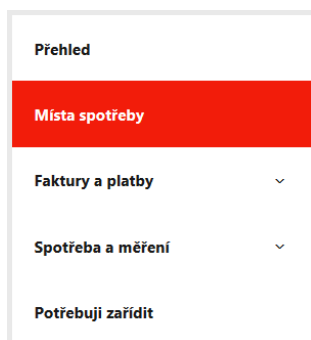 Přehled
Místa spotřeby
Faktury a platby
Spotřeba a měření
Potřebuji zařídit